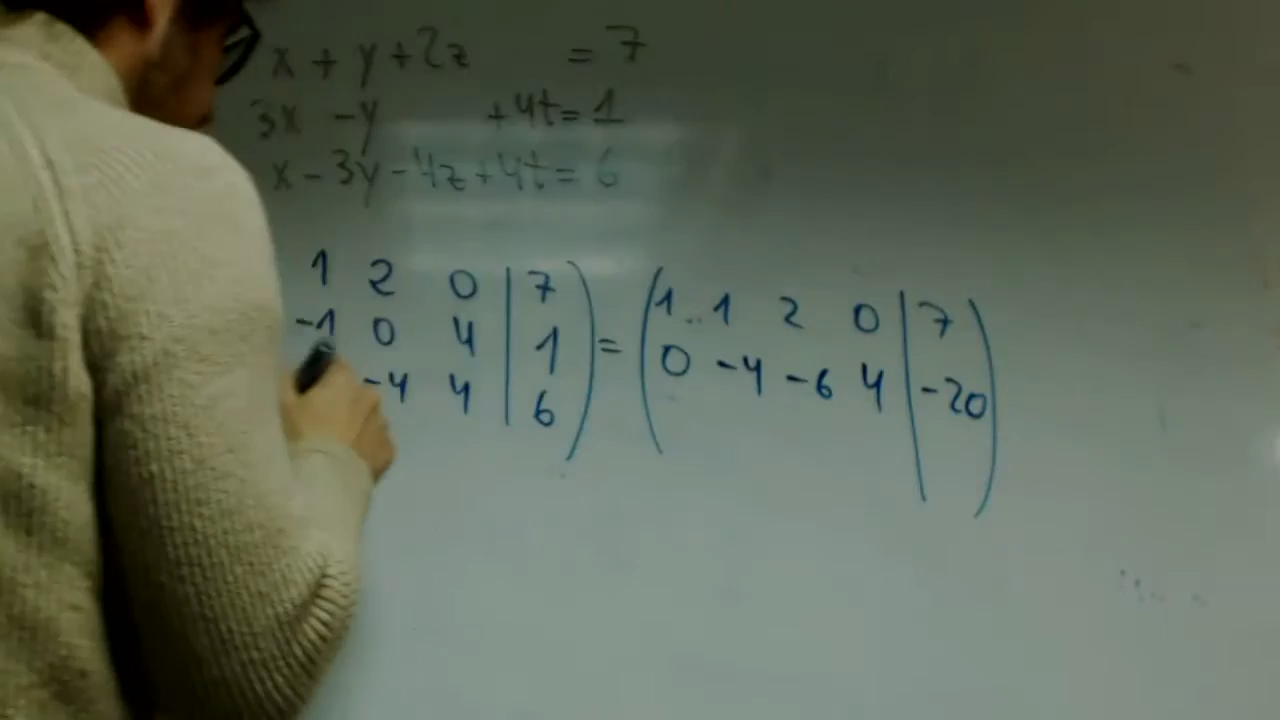 x + y + 2z = 7
3x - y + 4t = 1
x - 3y - 4z + 4t = 6
1 2 0 | 7 ) = ( 1 1 2 0 | 7 )
-1 0 4 | 1 0 -4 -6 4 | -20
-4 4 | 6